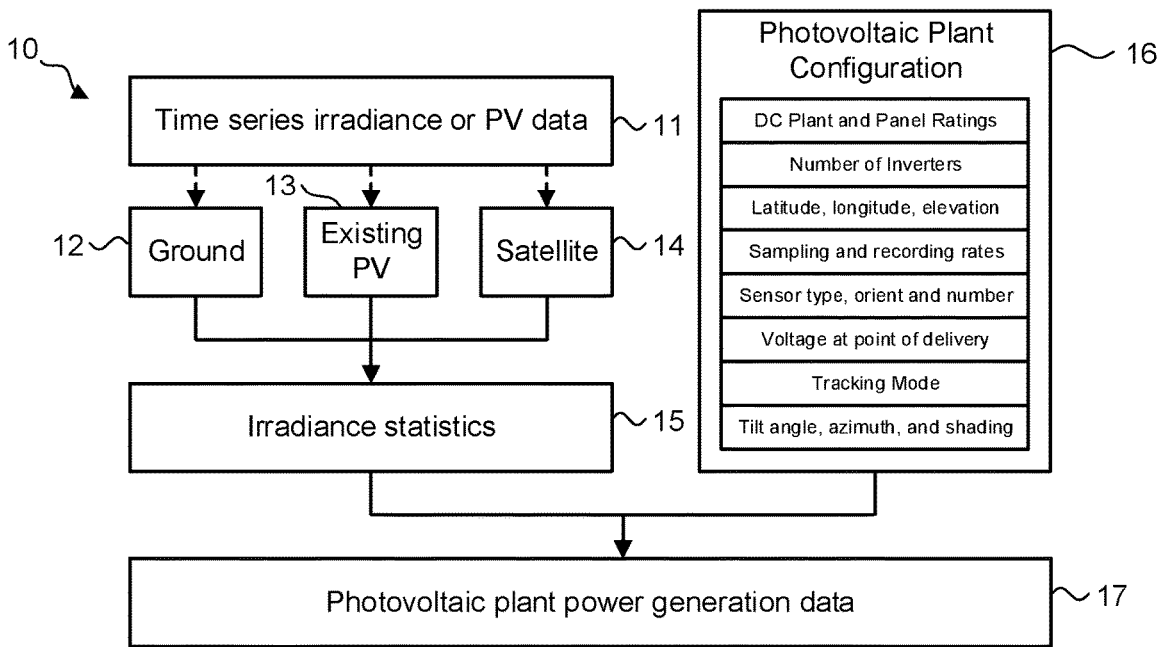 10
Time series irradiance or PV data
11
12
Ground
13
Existing
PV
Satellite
14
Irradiance statistics
15
Photovoltaic Plant
Configuration
16
DC Plant and Panel Ratings
Number of Inverters
Latitude, longitude, elevation
Sampling and recording rates
Sensor type, orient and number
Voltage at point of delivery
Tracking Mode
Tilt angle, azimuth, and shading
Photovoltaic plant power generation data
17